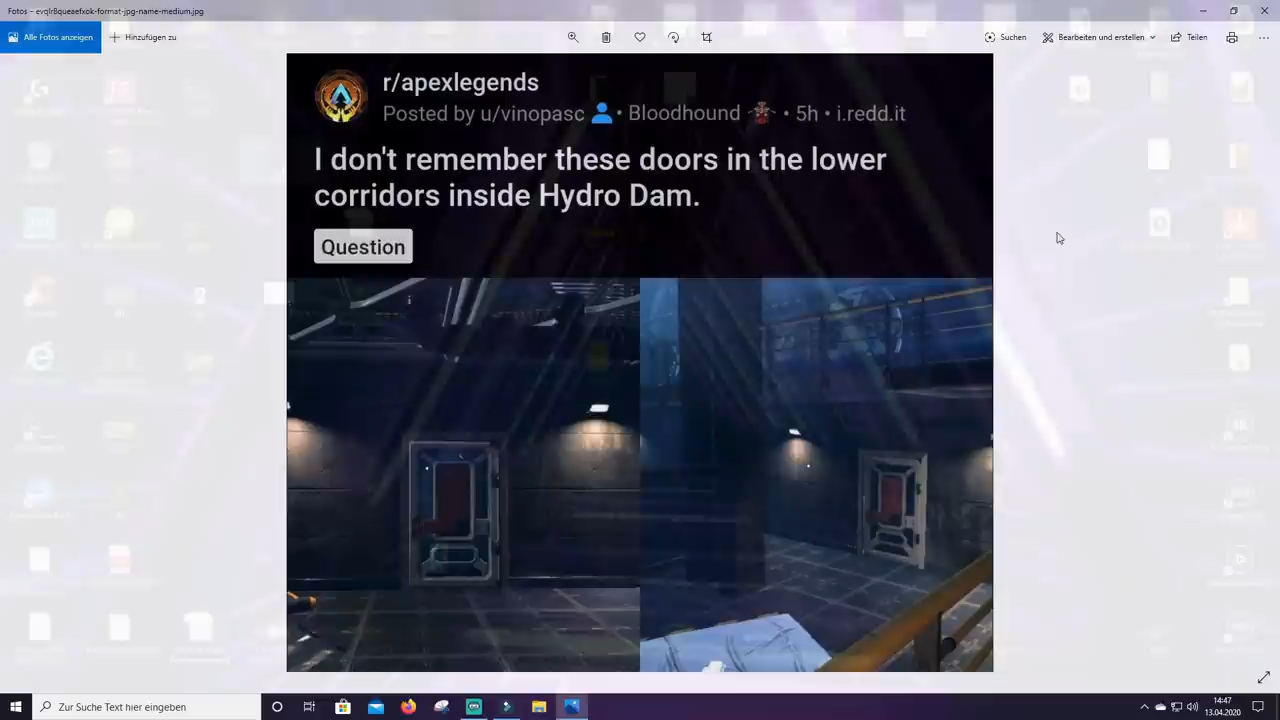 Fotos - evqlr8queaefxok-format-jpg-name-medium.jpg
Alle Fotos anzeigen
Hinzufügen zu
Suchen
Bearbeiten und erstellen
Teilen
r/apexlegends
Posted by u/vinopasc • Bloodhound • 5h • i.redd.it
I don't remember these doors in the lower
corridors inside Hydro Dam.
Question
Zur Suche Text hier eingeben
14:47
13.04.2020